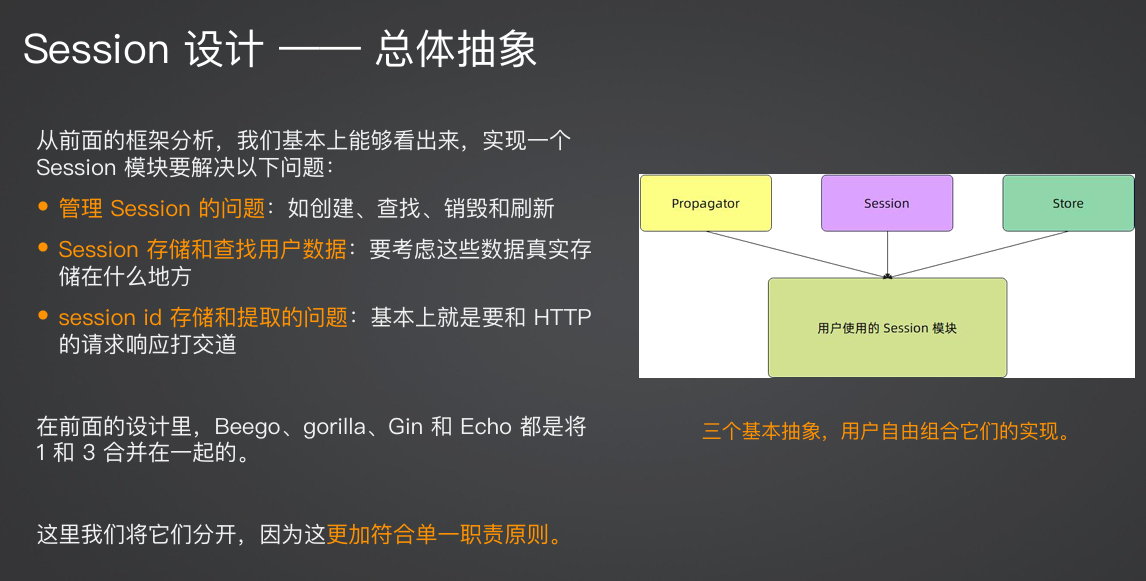 Session 设计 —— 总体抽象
从前面的框架分析，我们基本上能够看出来，实现一个
Session 模块要解决以下问题：
• 管理 Session 的问题：如创建、查找、销毁和刷新
• Session 存储和查找用户数据：要考虑这些数据真实存
储在什么地方
• session id 存储和提取的问题：基本上就是要和 HTTP
的请求响应打交道
在前面的设计里，Beego、gorilla、Gin 和 Echo 都是将
1 和 3 合并在一起的。
这里我们将它们分开，因为这更加符合单一职责原则。
Propagator
Session
Store
用户使用的 Session 模块
三个基本抽象，用户自由组合它们的实现。